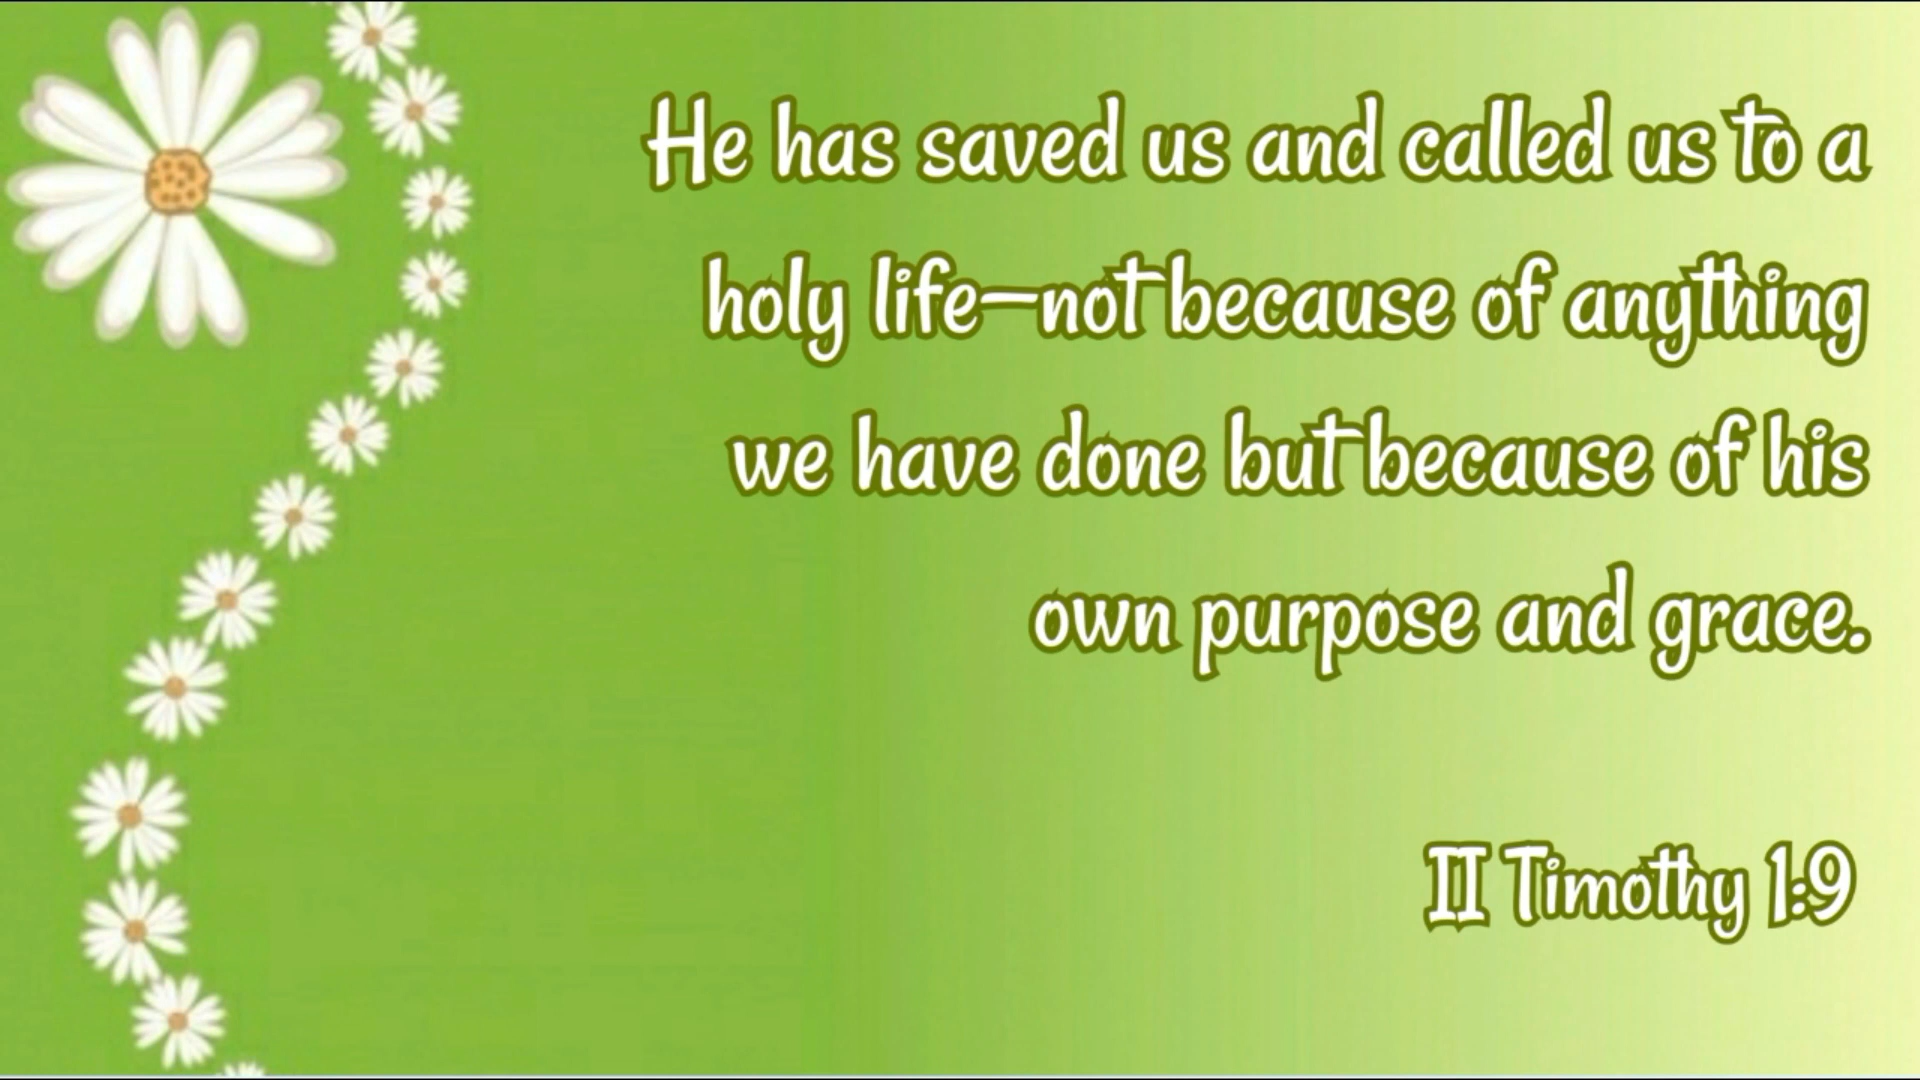 He has saved us and called us to a
holy life—not because of anything
we have done but because of his
own purpose and grace.
II Timothy 1:9